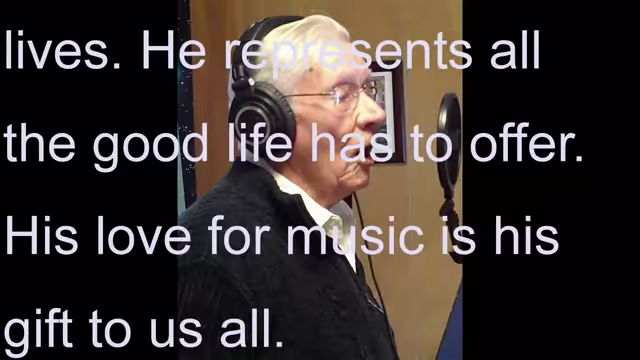 lives. He represents all
the good life has to offer.
His love for music is his
gift to us all.